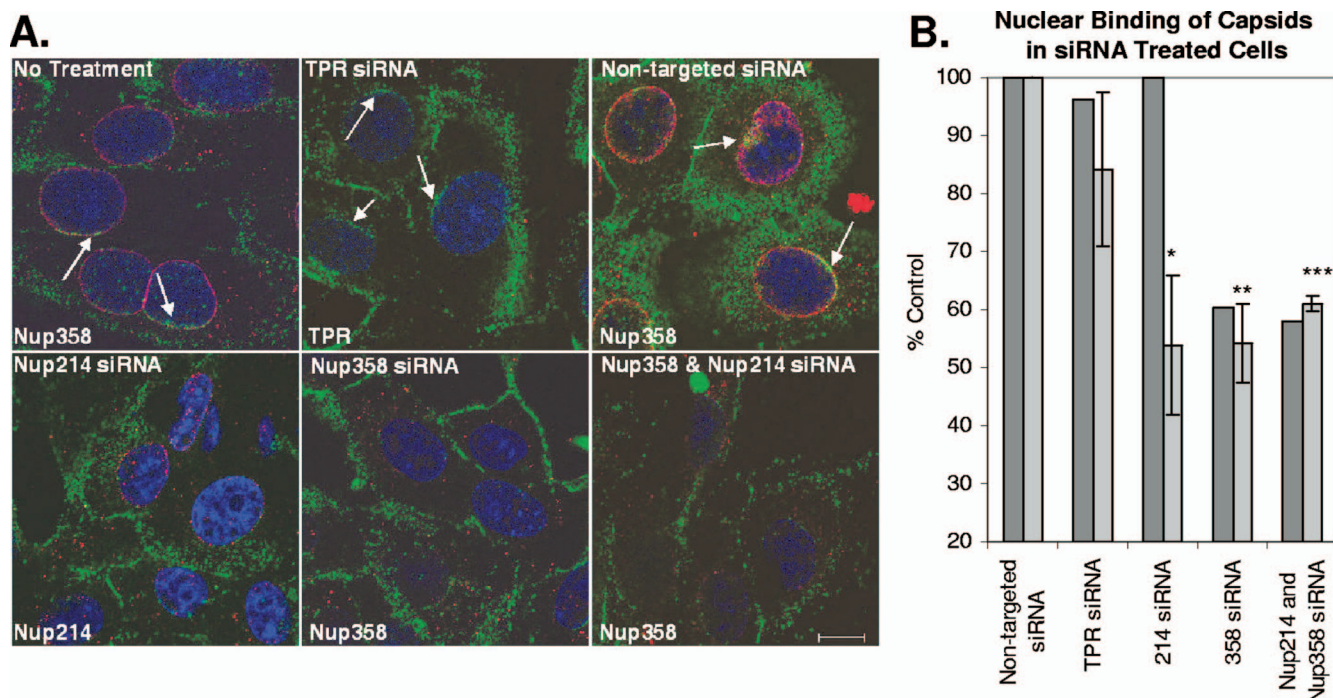 A.
No Treatment
TPR siRNA
Non-targeted siRNA
Nup358
TPR
Nup358
Nup214 siRNA
Nup358 siRNA
Nup358 & Nup214 siRNA
Nup214
Nup358
Nup358
B.
Nuclear Binding of Capsids
in siRNA Treated Cells
% Control
100
90
80
70
60
50
40
30
20
*
**
***
Non-targeted
siRNA
TPR siRNA
214 siRNA
358 siRNA
Nup214 and
Nup358 siRNA